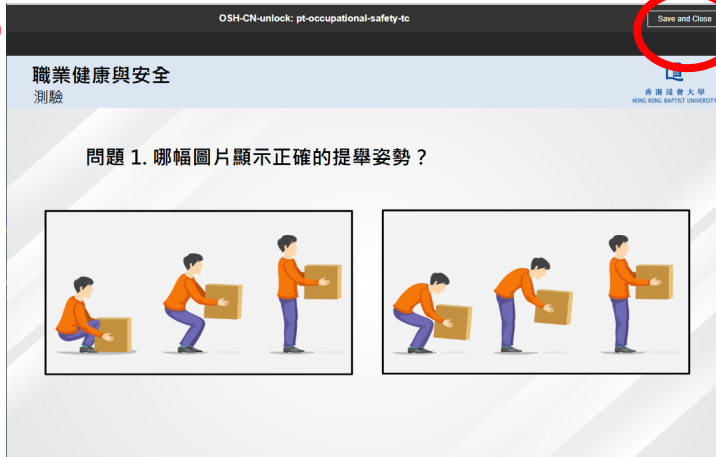 OSH-CN-unlock: pt-occupational-safety-tc
Save and Close
職業健康與安全
測驗
香港浸會大學
HONG KONG BAPTIST UNIVERSITY
問題 1. 哪幅圖片顯示正確的提舉姿勢？